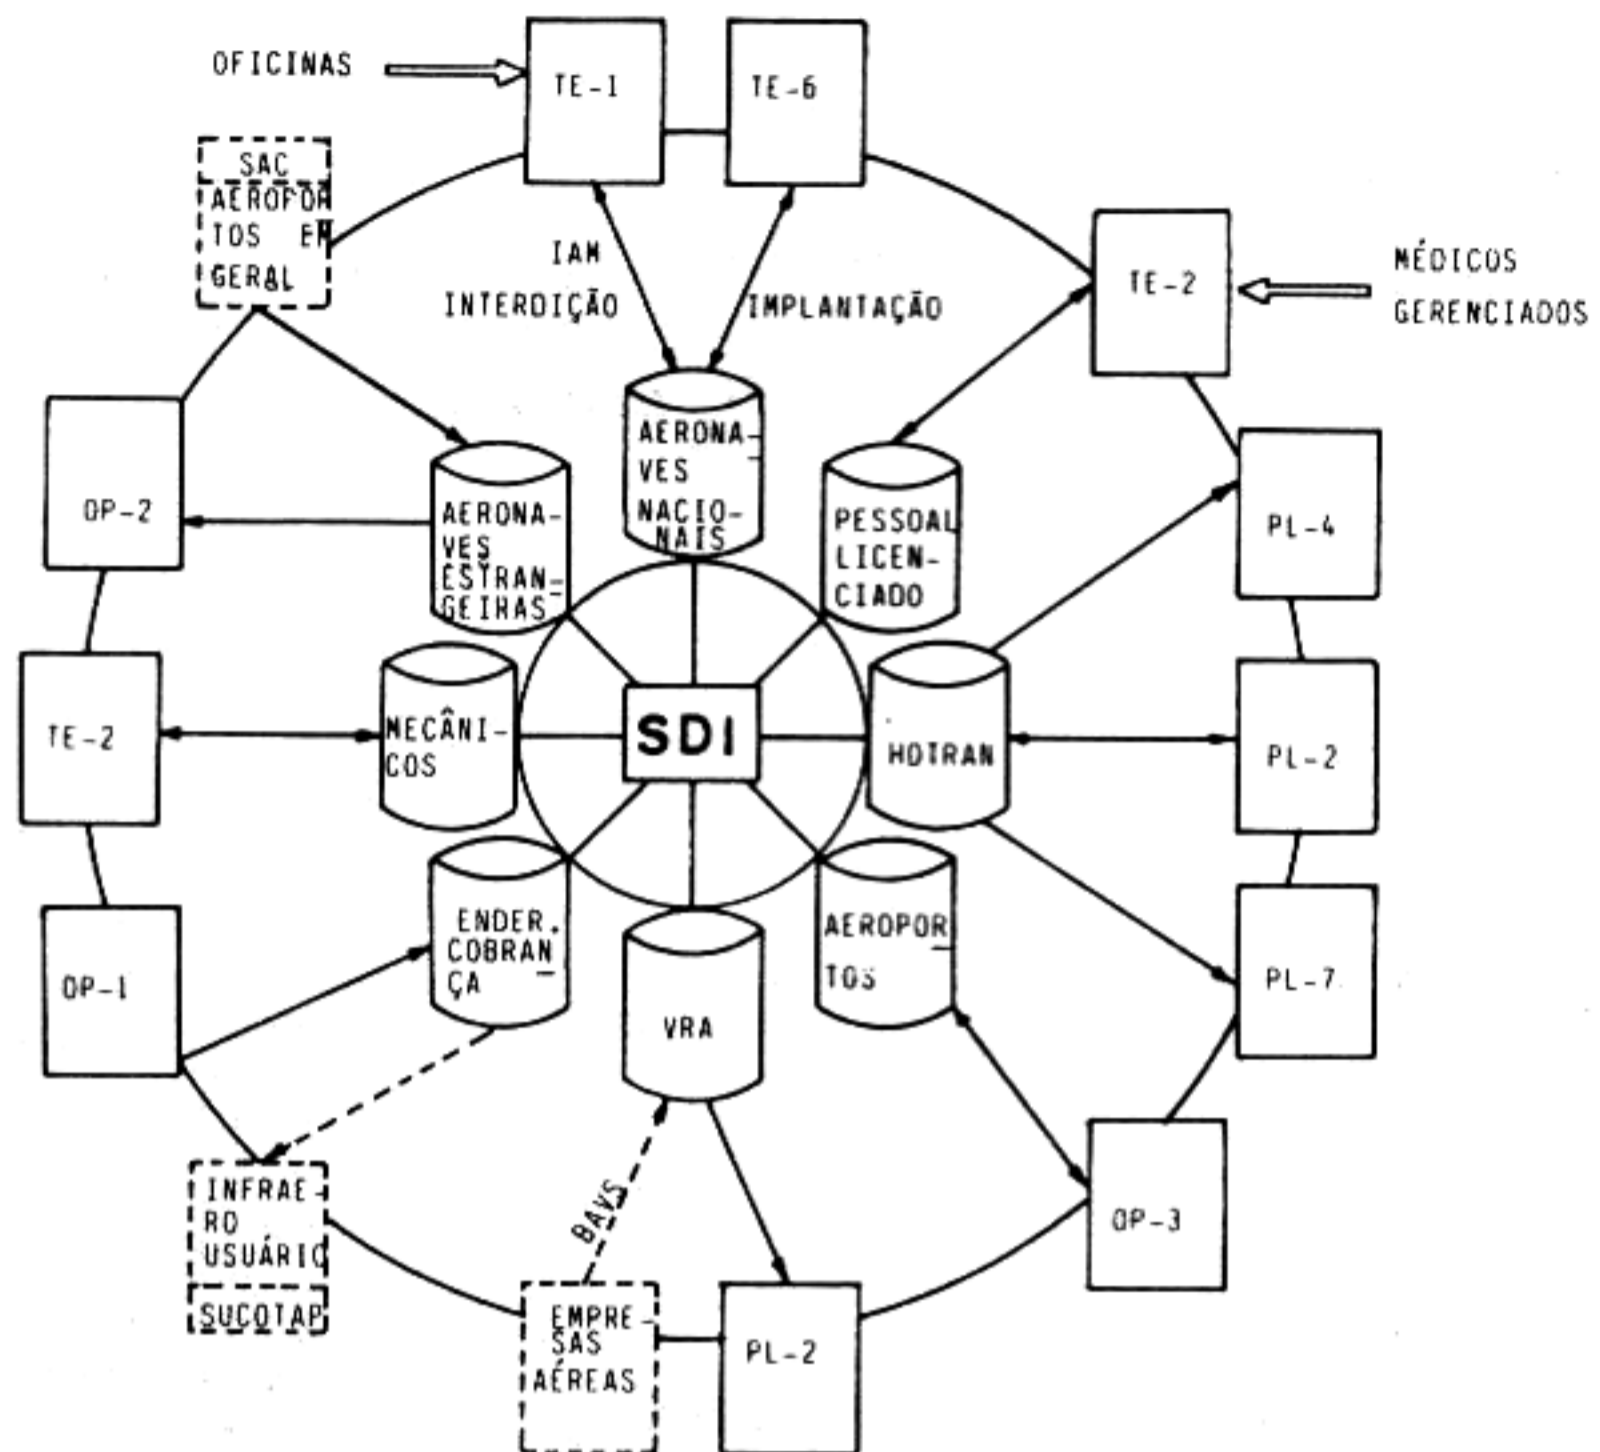 OFICINAS
TE-1
TE-6
SAC
AEROPOR
TOS EM
GERAL
IAM
INTERDIÇÃO
IMPLANTAÇÃO
TE-2
MÉDICOS
GERENCIADOS
OP-2
AERONA-
VES
ESTRAN-
GEIRAS
AERONA-
VES
NACIO-
NAIS
PESSOAL
LICEN-
CIADO
PL-4
TE-2
MECÂNI-
COS
SDI
HOTRAN
PL-2
OP-1
ENDER.
COBRAN-
ÇA
VRA
AEROPOR-
TOS
PL-7
INFRAE-
RO
USUÁRIO
SUCOTAP
BAVS
EMPRE-
SAS
AÉREAS
PL-2
OP-3